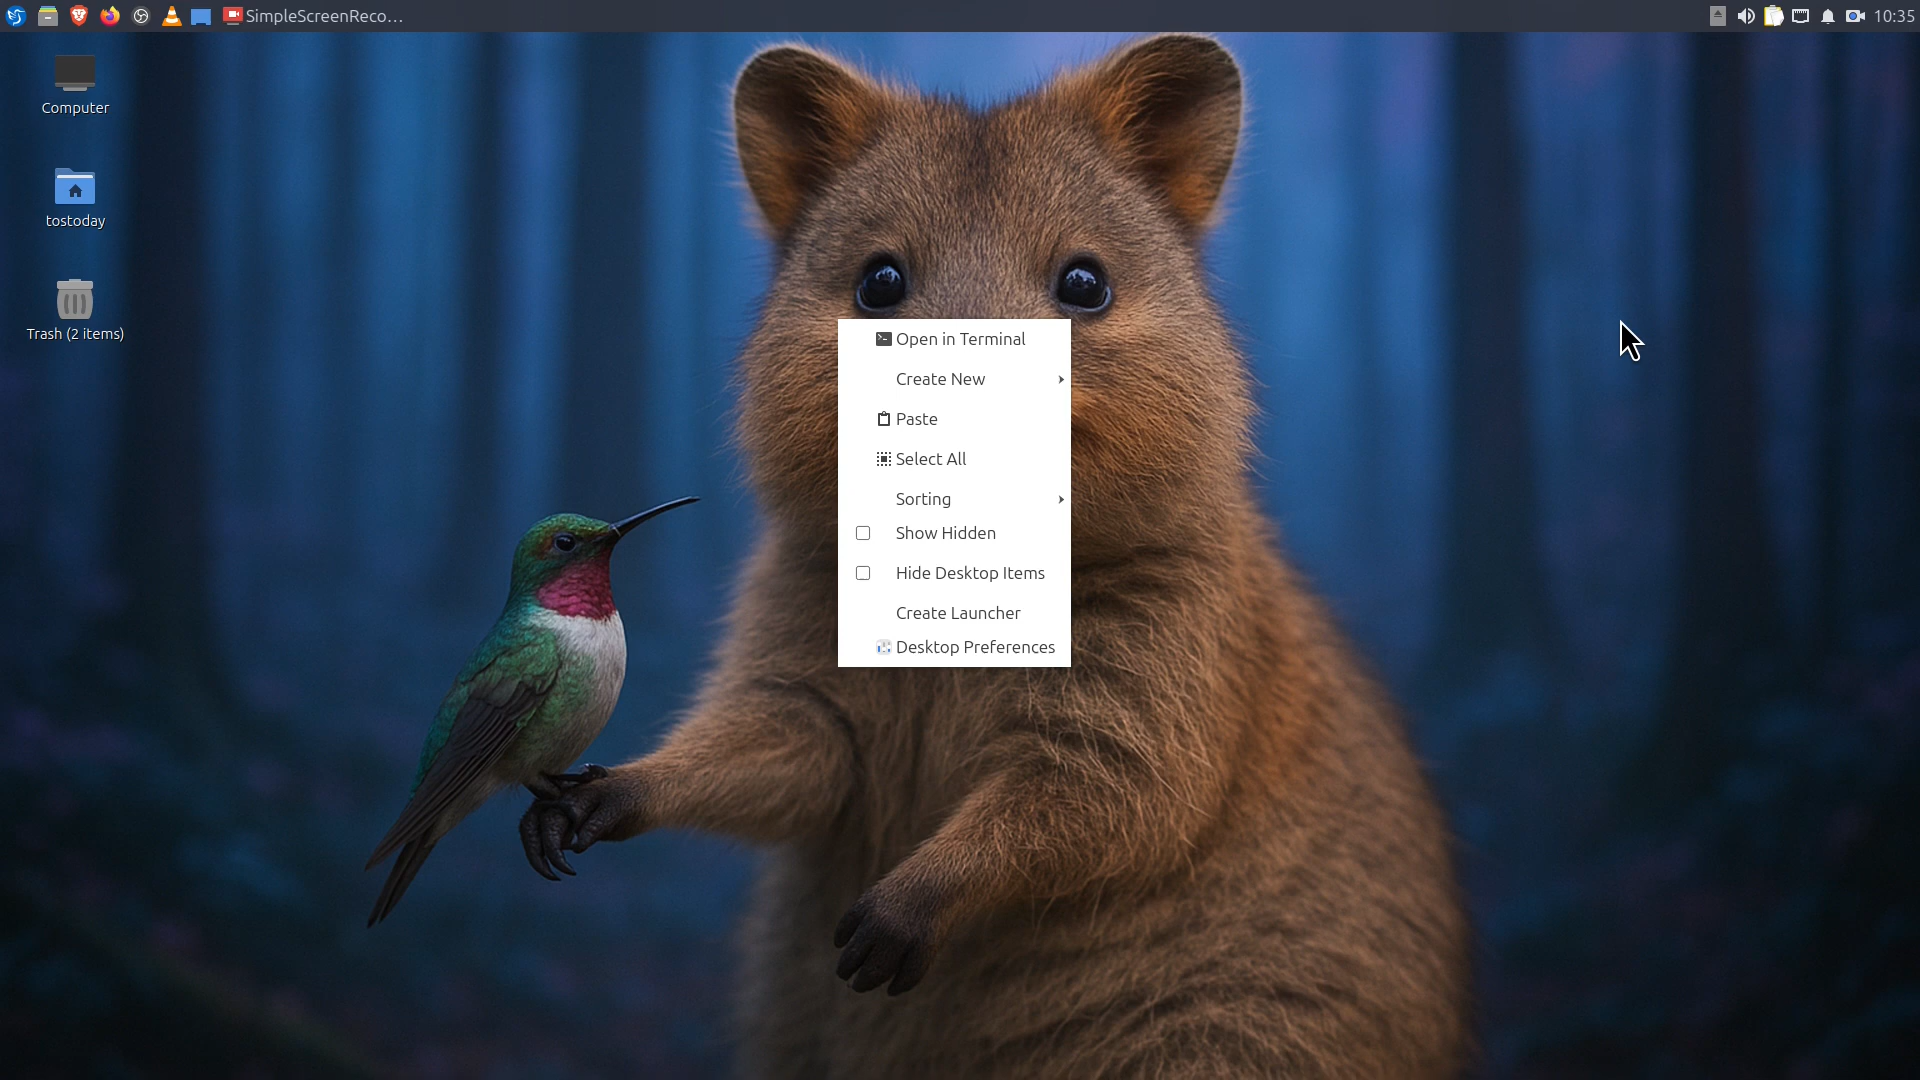 SimpleScreenReco...
10:35
Computer
tostoday
Trash (2 items)
Open in Terminal
Create New
Paste
Select All
Sorting
Show Hidden
Hide Desktop Items
Create Launcher
Desktop Preferences